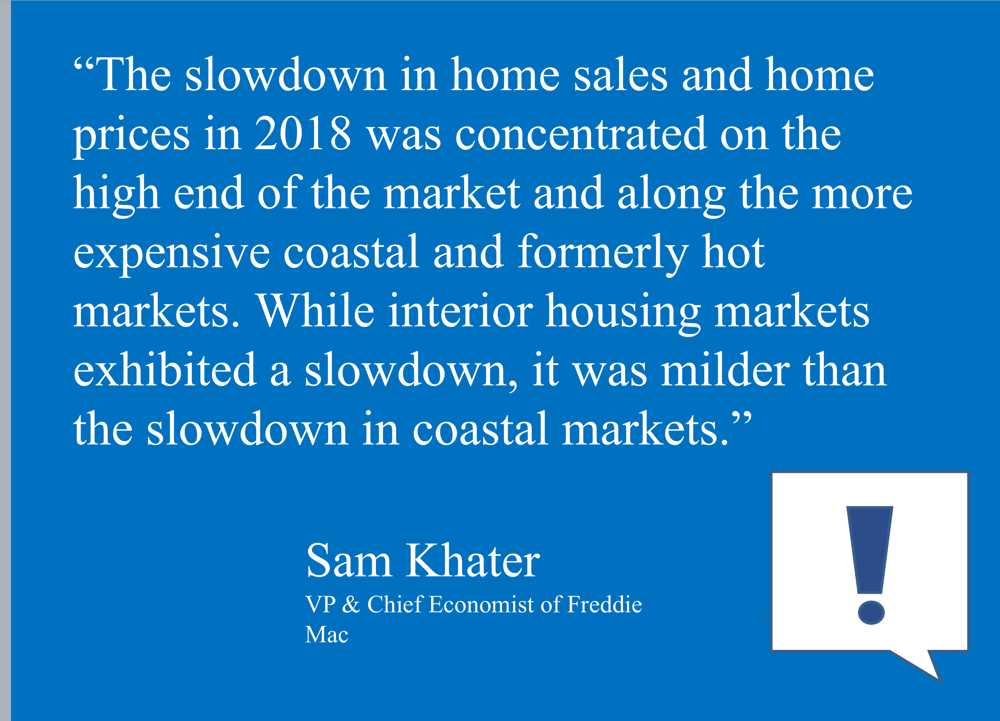 “The slowdown in home sales and home
prices in 2018 was concentrated on the
high end of the market and along the more
expensive coastal and formerly hot
markets. While interior housing markets
exhibited a slowdown, it was milder than
the slowdown in coastal markets.”
Sam Khater
VP & Chief Economist of Freddie
Mac
!